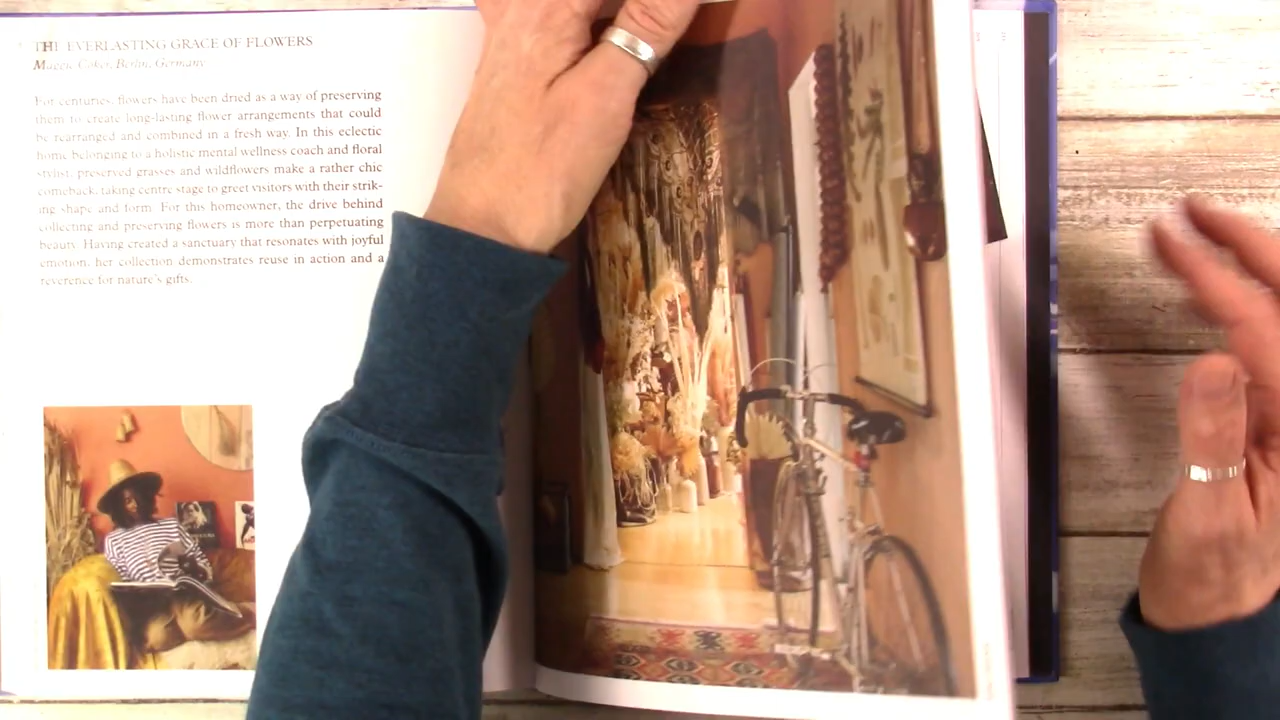 THE EVERLASTING GRACE OF FLOWERS
Maggie Coker, Berlin, Germany
For centuries, flowers have been dried as a way of preserving
them to create long-lasting flower arrangements that could
be rearranged and combined in a fresh way. In this eclectic
home belonging to a holistic mental wellness coach and floral
stylist, preserved grasses and wildflowers make a rather chic
comeback, taking centre stage to greet visitors with their strik-
ing shape and form. For this homeowner, the drive behind
collecting and preserving flowers is more than perpetuating
beauty. Having created a sanctuary that resonates with joyful
emotion, her collection demonstrates reuse in action and a
reverence for nature's gifts.